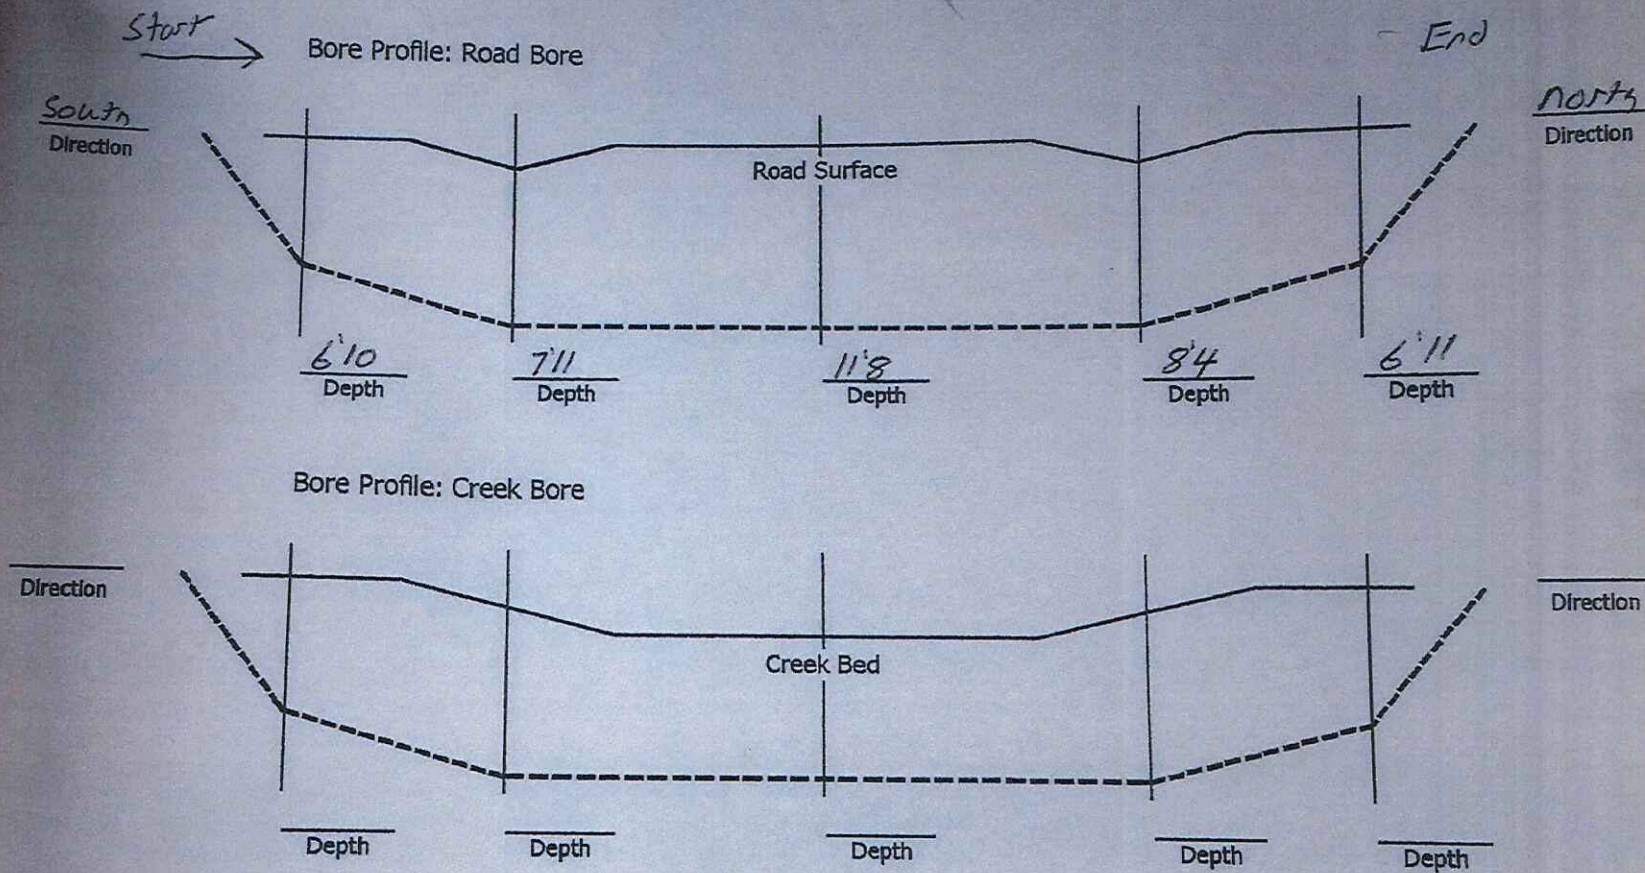 Start
Bore Profile: Road Bore
End
South
Direction
North
Direction
Road Surface
6'10
7'11
11'8
8'4
6'11
Depth
Depth
Depth
Depth
Depth
Bore Profile: Creek Bore
Direction
Direction
Creek Bed
Depth
Depth
Depth
Depth
Depth